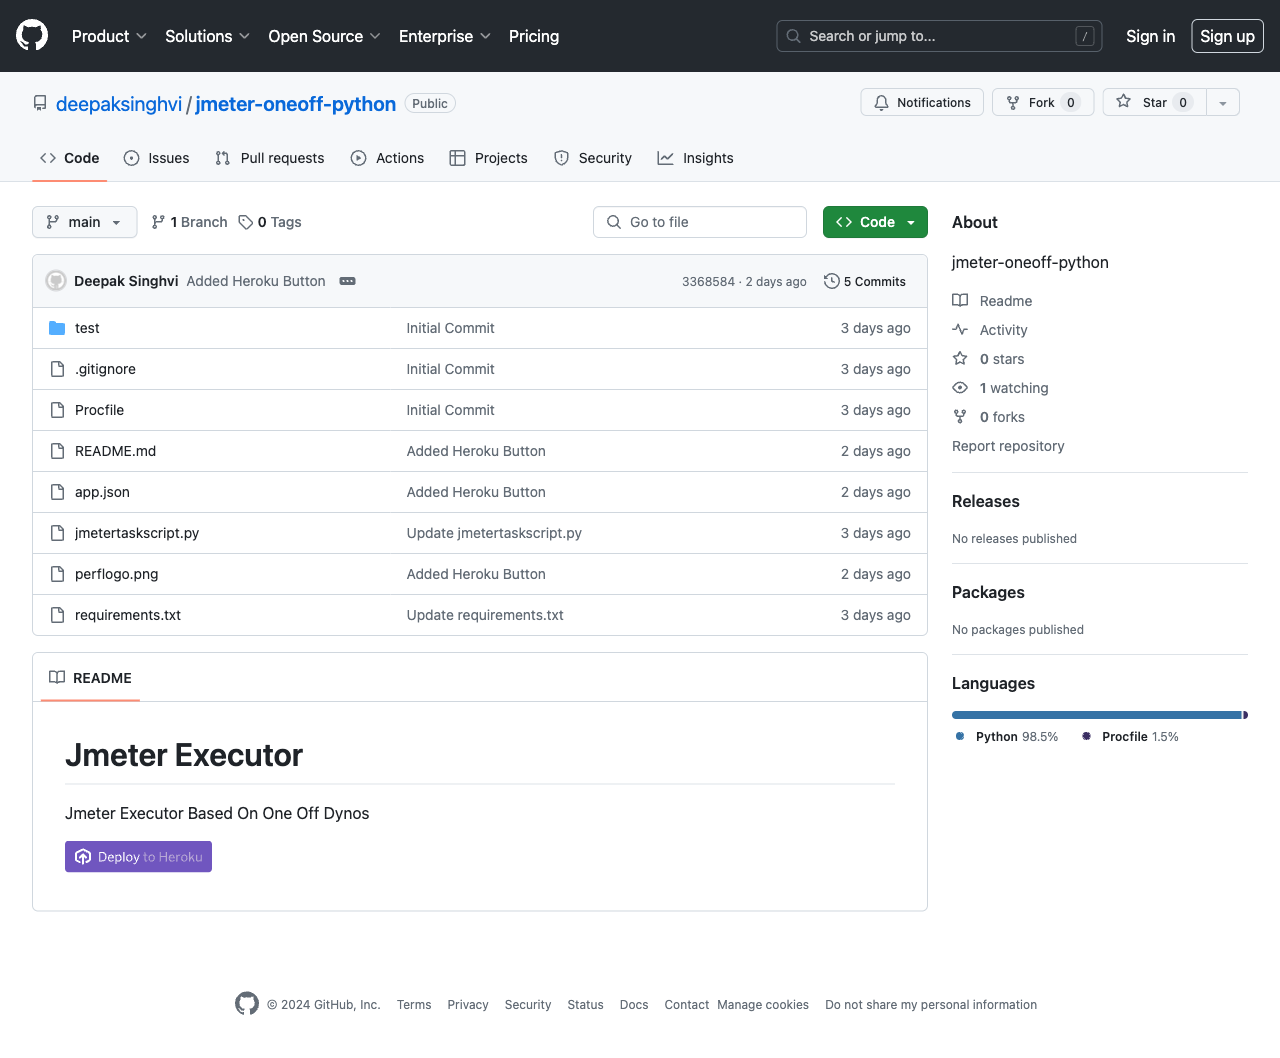 Product Solutions Open Source Enterprise Pricing Search or jump to... / Sign in Sign up
deepaksinghvi / jmeter-oneoff-python Public Notifications Fork 0 Star 0
Code Issues Pull requests Actions Projects Security Insights
main 1 Branch 0 Tags Go to file Code
Deepak Singhvi Added Heroku Button 3368584 · 2 days ago 5 Commits
test Initial Commit 3 days ago
.gitignore Initial Commit 3 days ago
Procfile Initial Commit 3 days ago
README.md Added Heroku Button 2 days ago
app.json Added Heroku Button 2 days ago
jmetertaskscript.py Update jmetertaskscript.py 3 days ago
perflogo.png Added Heroku Button 2 days ago
requirements.txt Update requirements.txt 3 days ago
README
Jmeter Executor
Jmeter Executor Based On One Off Dynos
Deploy to Heroku
About
jmeter-oneoff-python
Readme
Activity
0 stars
1 watching
0 forks
Report repository
Releases
No releases published
Packages
No packages published
Languages
Python 98.5% Procfile 1.5%
© 2024 GitHub, Inc. Terms Privacy Security Status Docs Contact Manage cookies Do not share my personal information